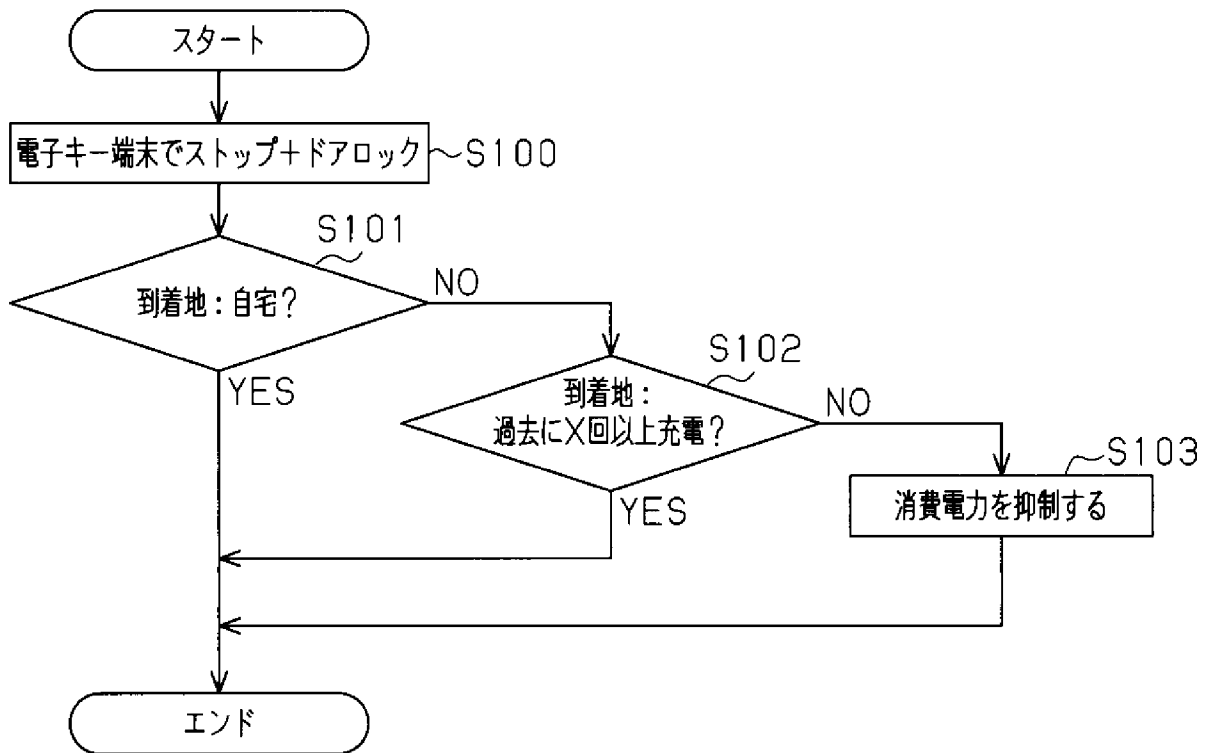 スタート
電子キー端末でストップ+ドアロック
S100
S101
到着地:自宅?
NO
YES
S102
到着地:
過去にX回以上充電?
NO
YES
S103
消費電力を抑制する
エンド